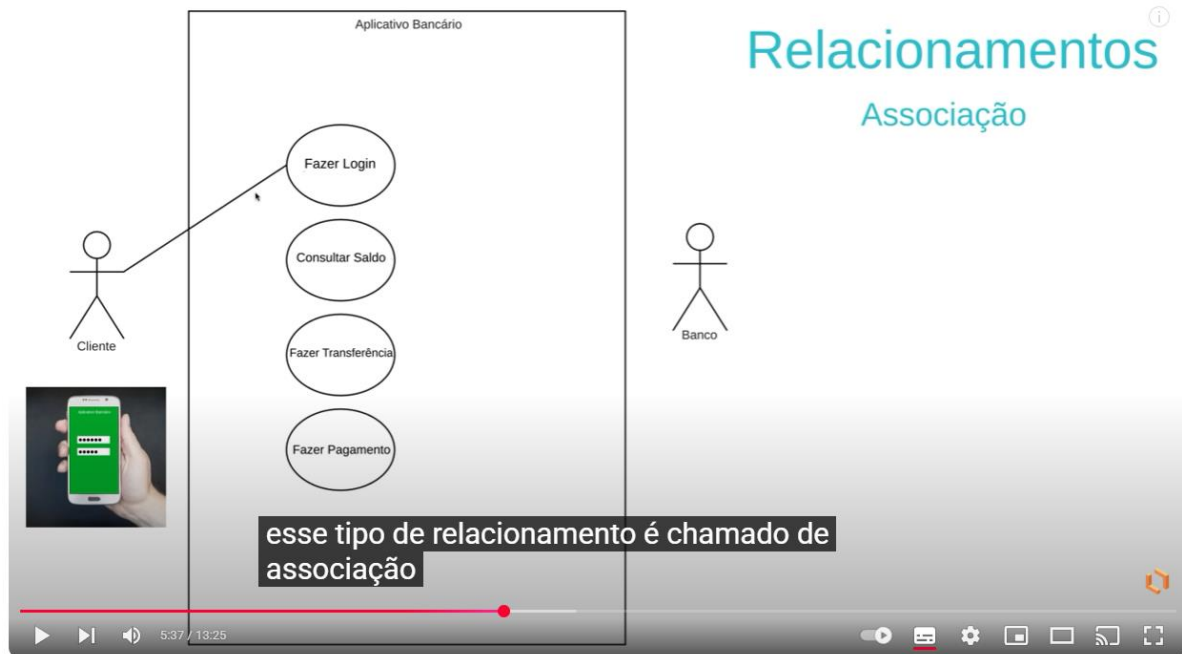 Aplicativo Bancário
Relacionamentos
Associação
Fazer Login
Consultar Saldo
Fazer Transferência
Fazer Pagamento
Cliente
Banco
esse tipo de relacionamento é chamado de
associação
5:37 / 13:25